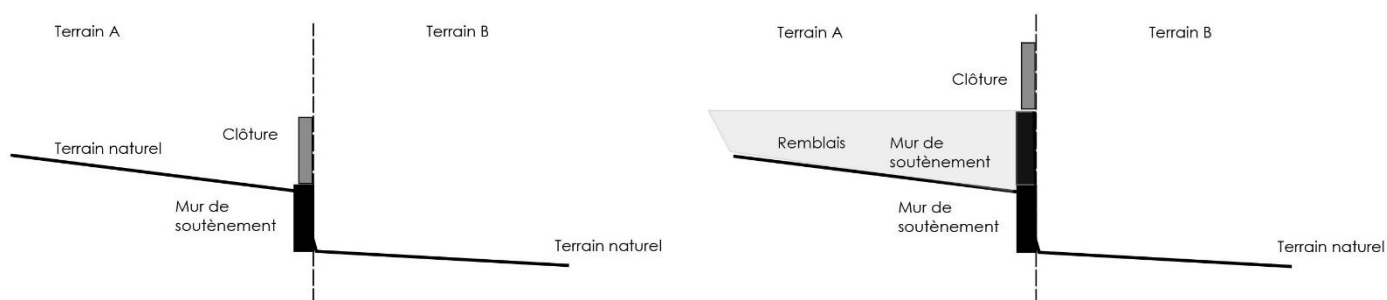 Terrain A
Terrain B
Clôture
Terrain naturel
Mur de
soutènement
Terrain naturel
Terrain A
Terrain B
Clôture
Remblais
Mur de
soutènement
Mur de
soutènement
Terrain naturel